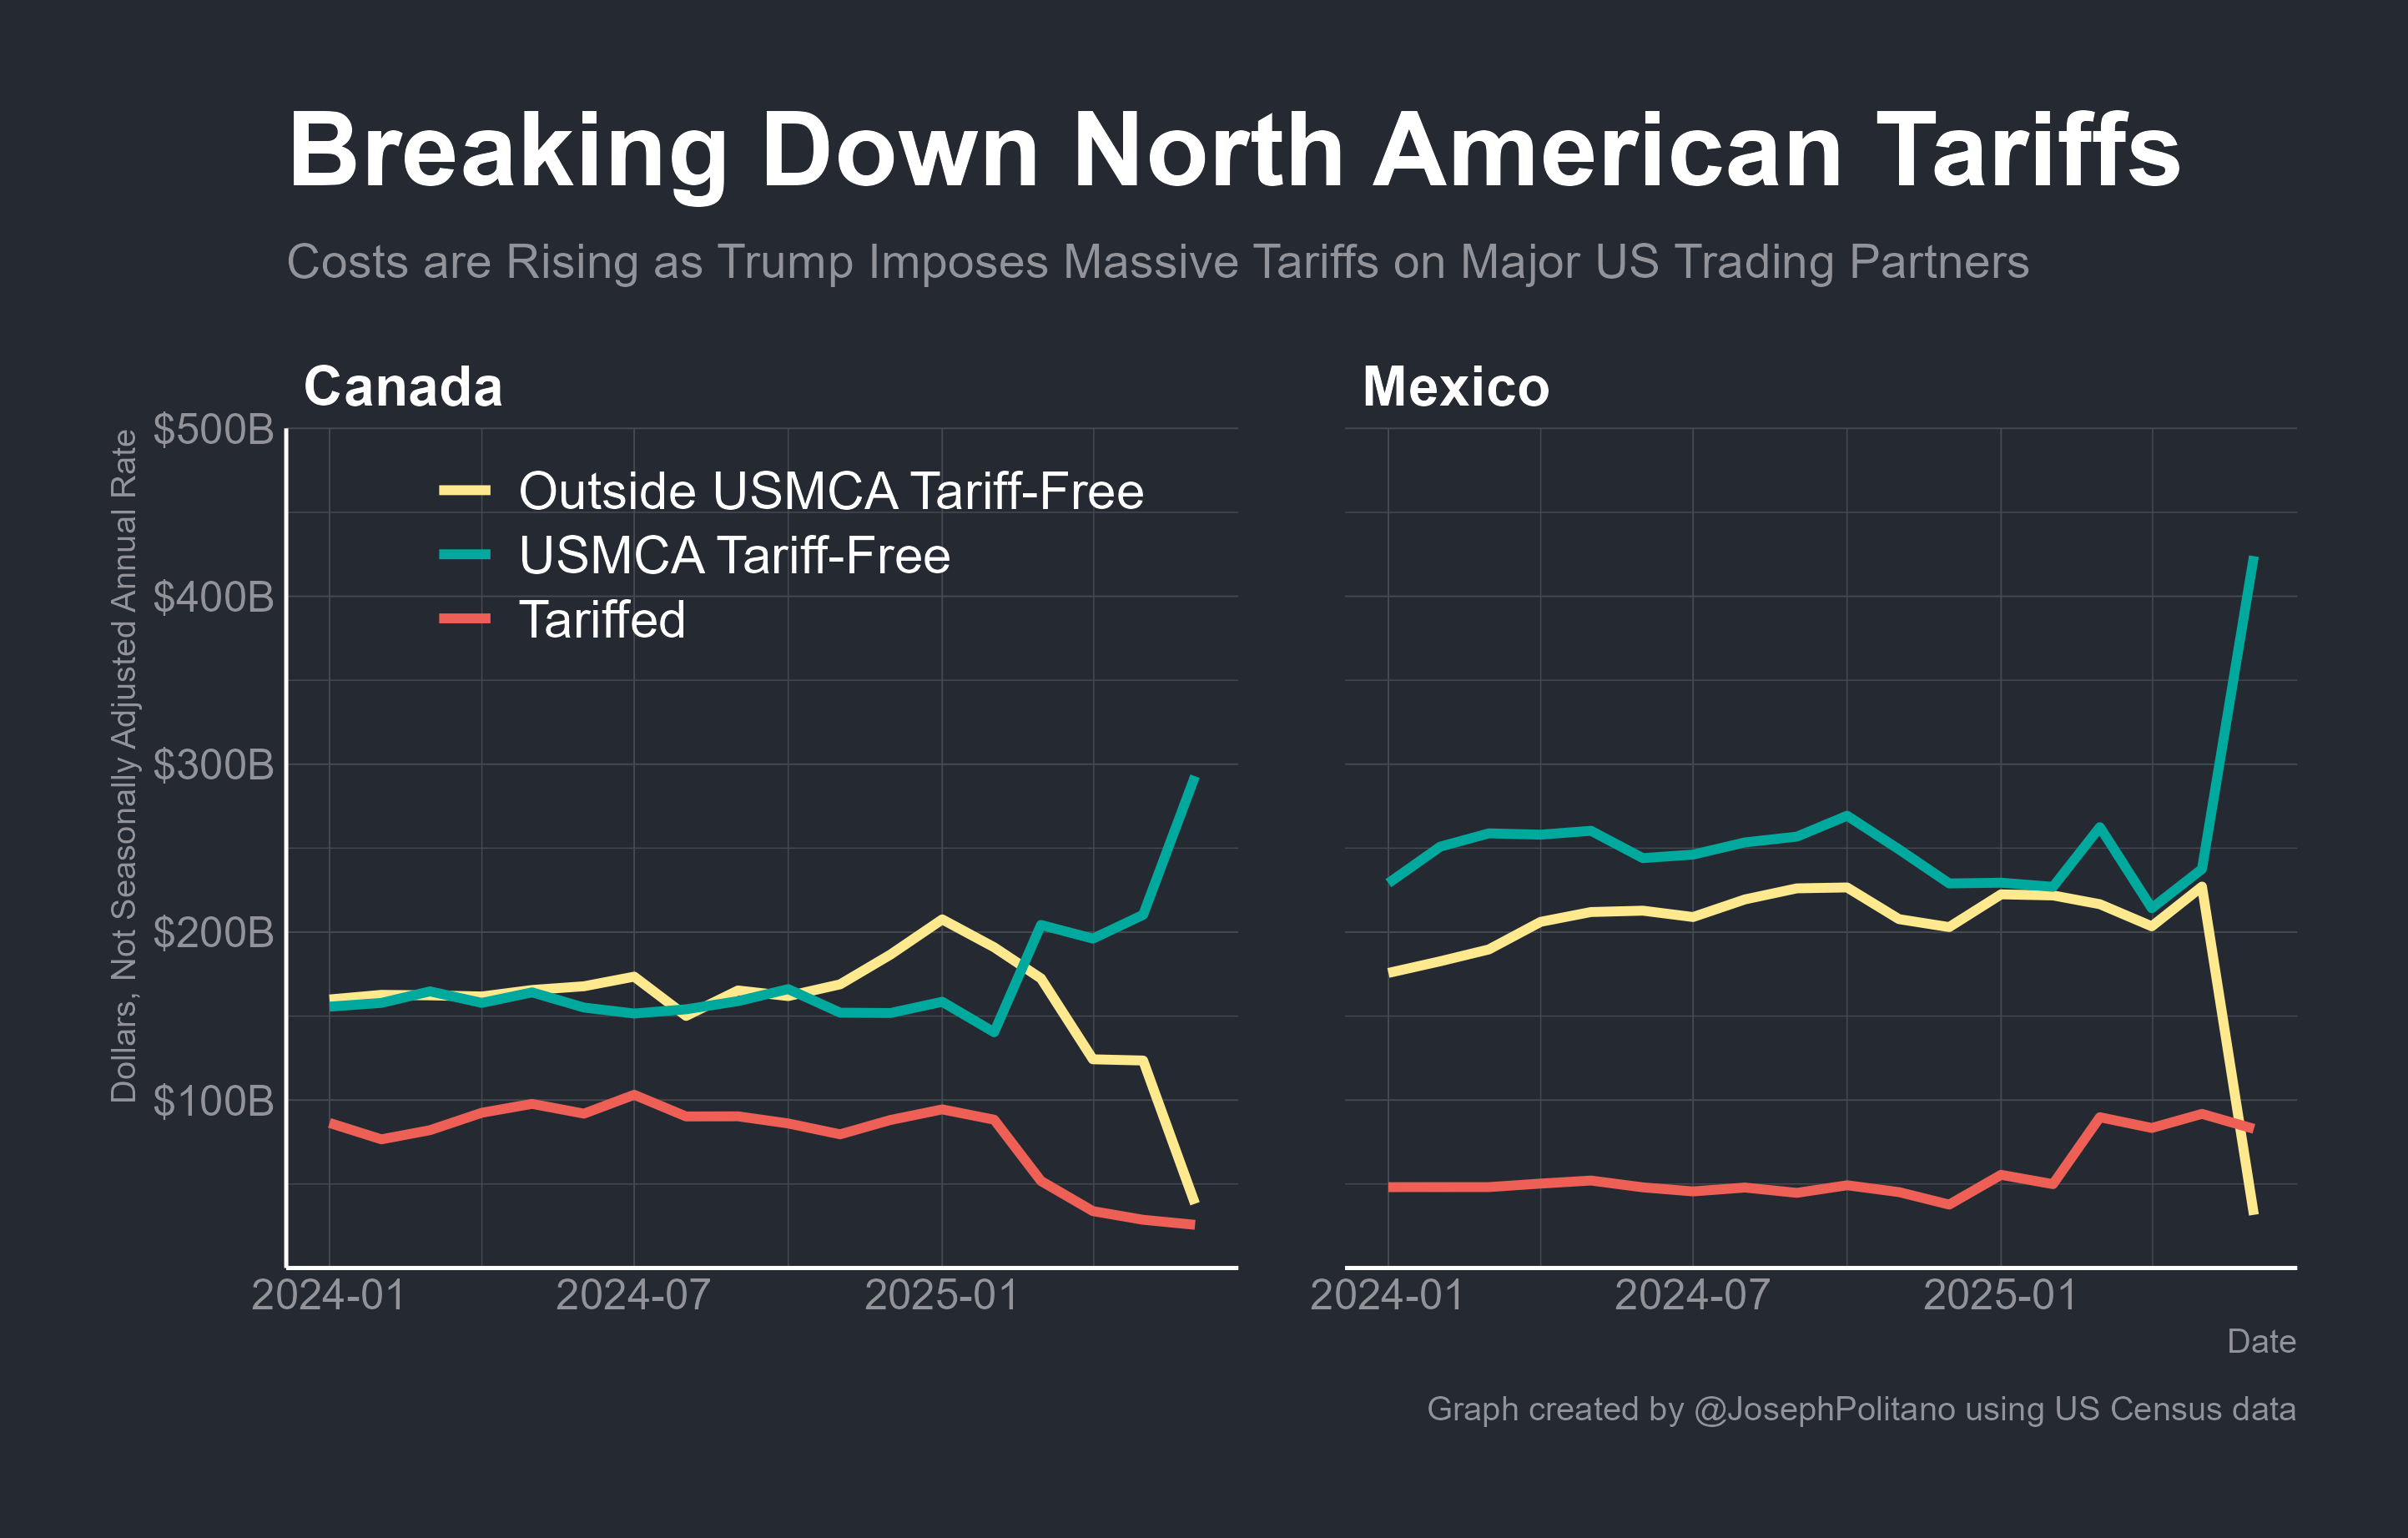 Breaking Down North American Tariffs
Costs are Rising as Trump Imposes Massive Tariffs on Major US Trading Partners
Canada
Mexico
Dollars, Not Seasonally Adjusted Annual Rate
$500B
$400B
$300B
$200B
$100B
Outside USMCA Tariff-Free
USMCA Tariff-Free
Tariffed
2024-01
2024-07
2025-01
2024-01
2024-07
2025-01
Date
Graph created by @JosephPolitano using US Census data